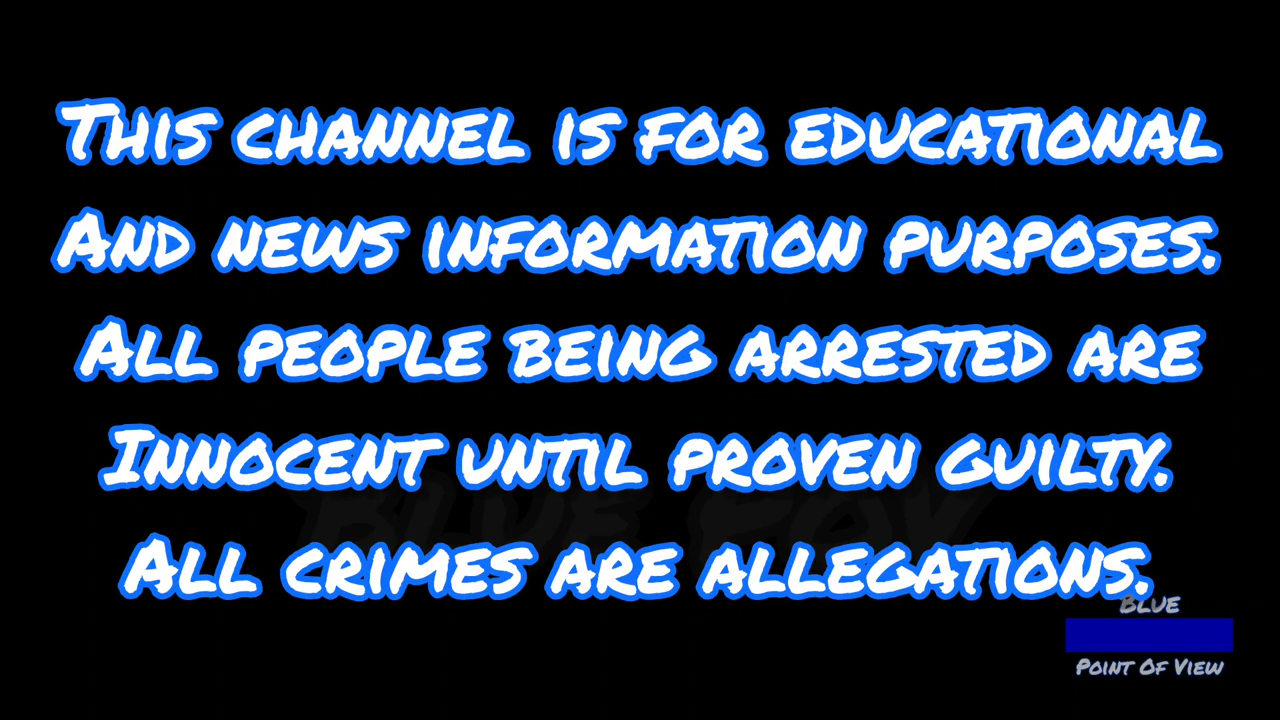 This channel is for educational
And news information purposes.
All people being arrested are
Innocent until proven guilty.
All crimes are allegations.
Blue
Point Of View